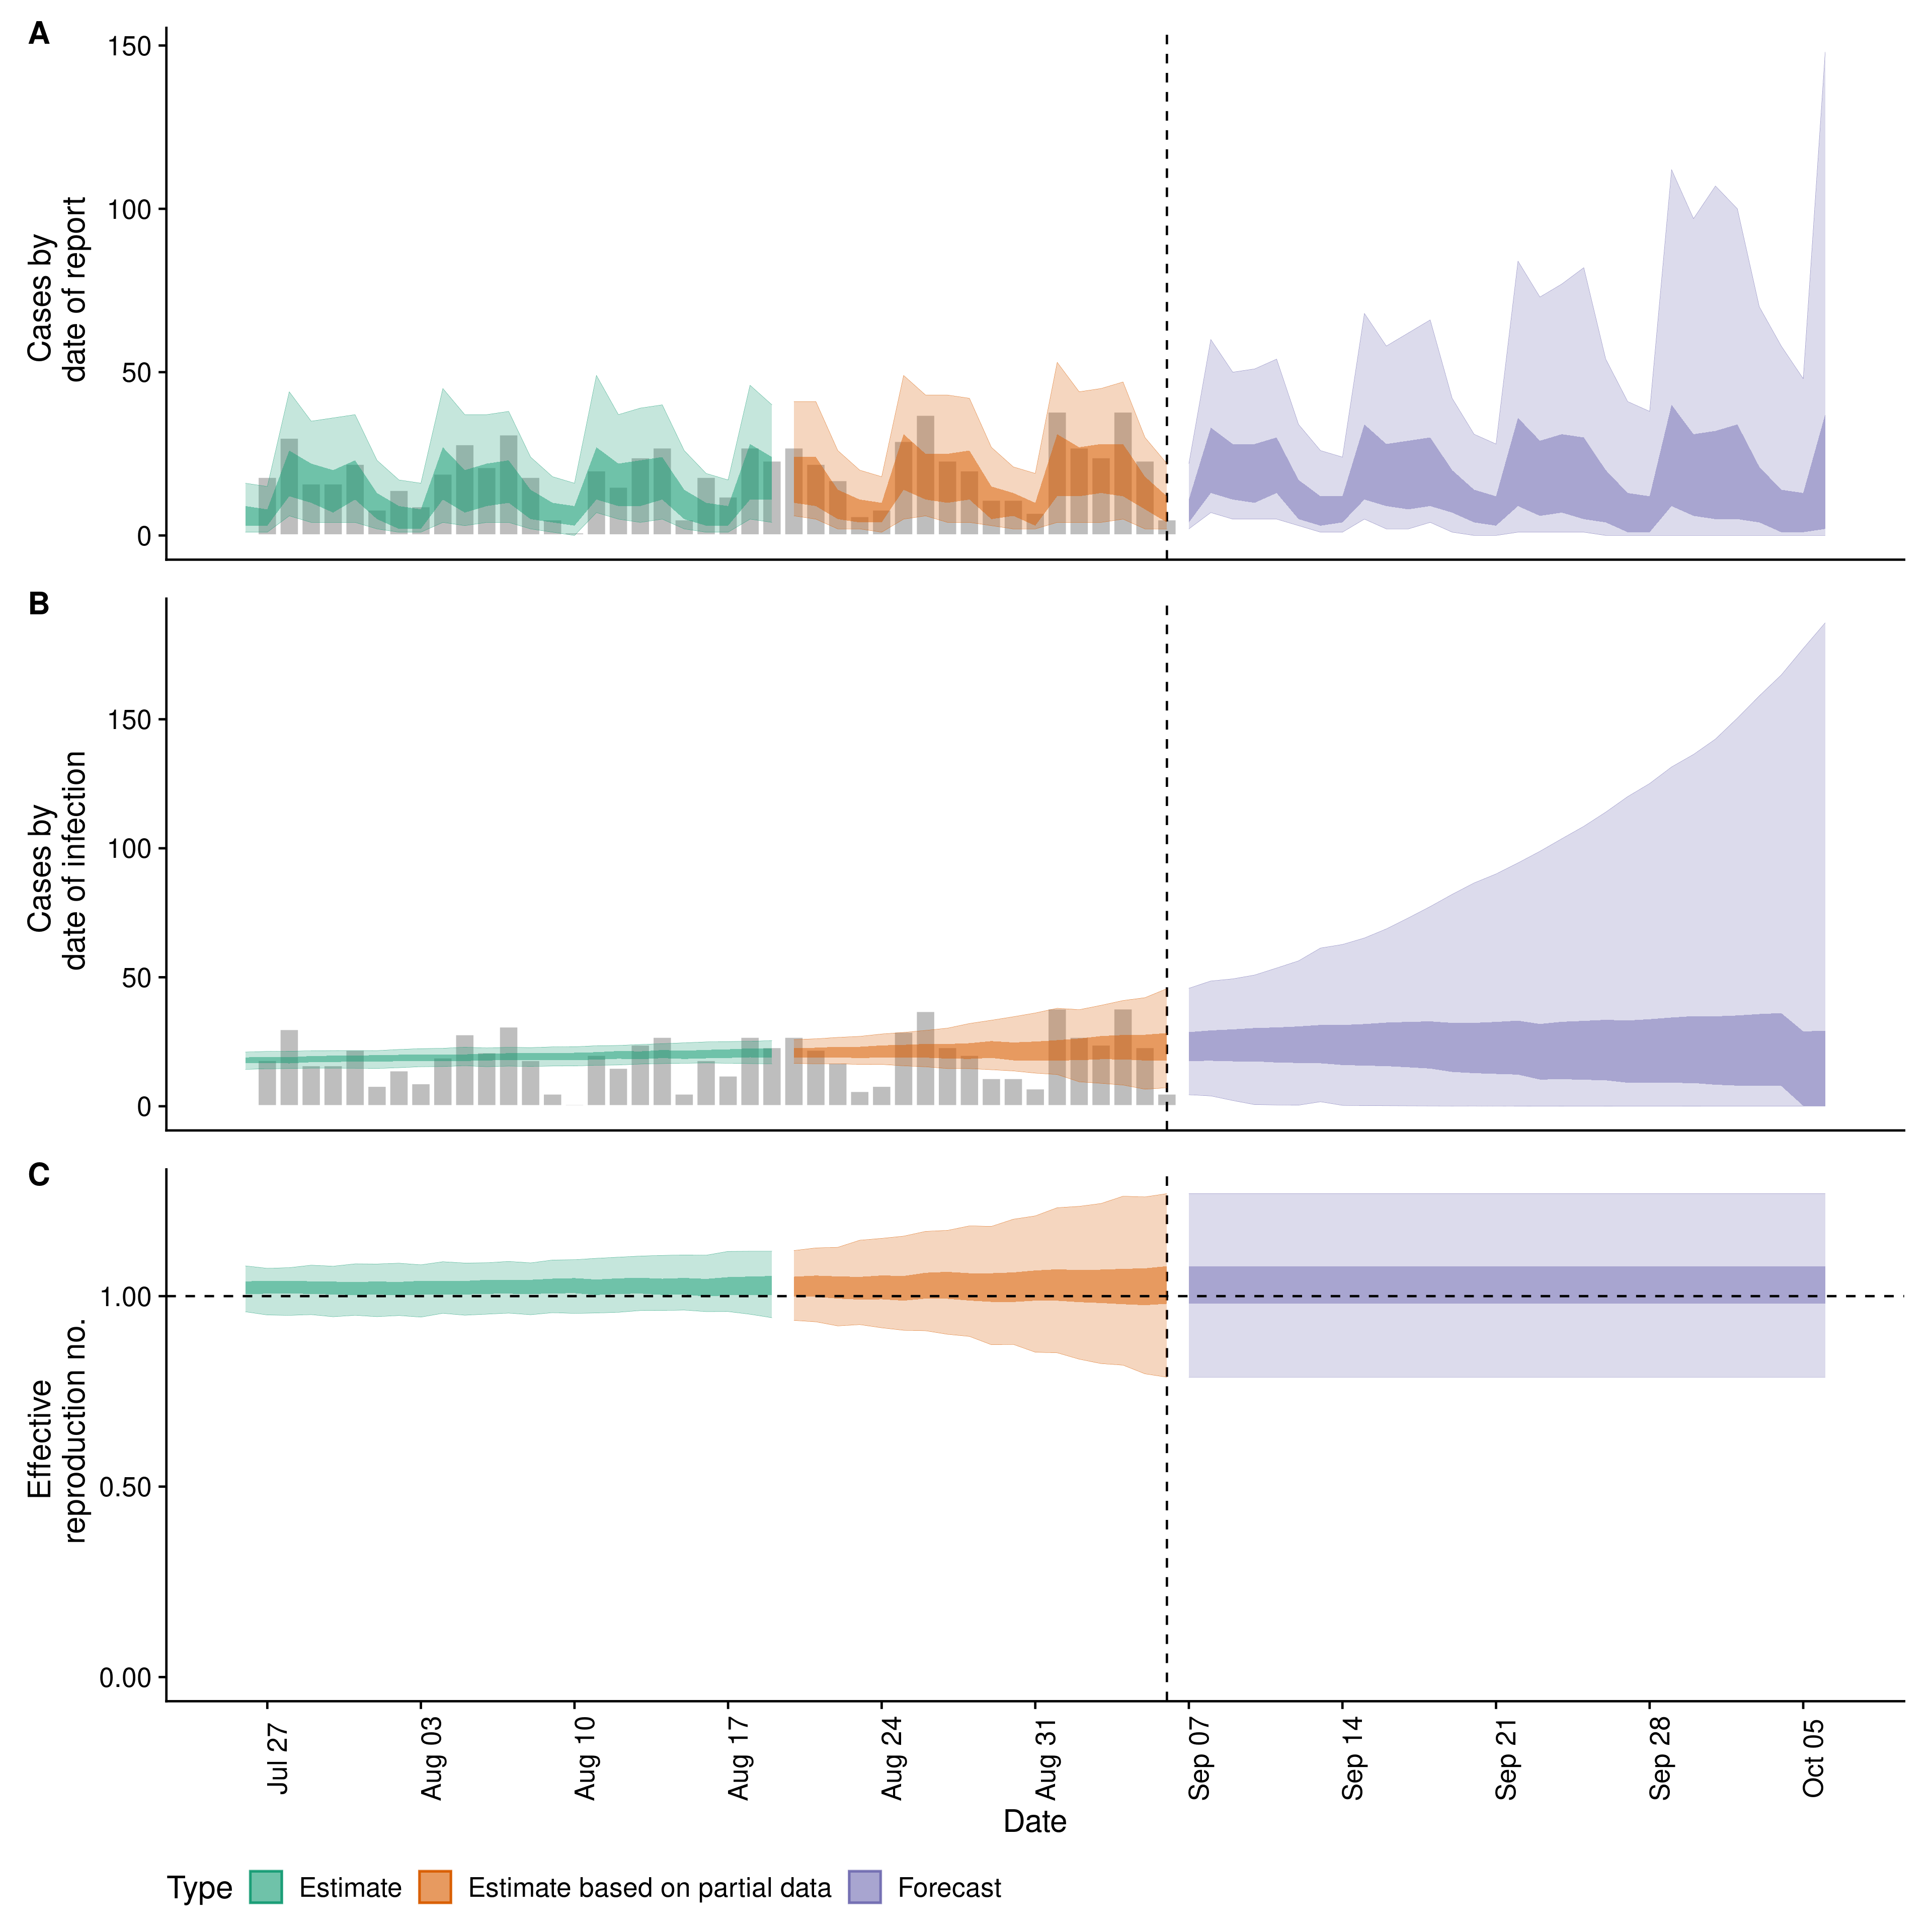 A
150
100
50
0
Cases by
date of report
B
150
100
50
0
Cases by
date of infection
C
1.00
0.50
0.00
Effective
reproduction no.
Jul 27
Aug 03
Aug 10
Aug 17
Aug 24
Aug 31
Sep 07
Sep 14
Sep 21
Sep 28
Oct 05
Date
Type Estimate Estimate based on partial data Forecast